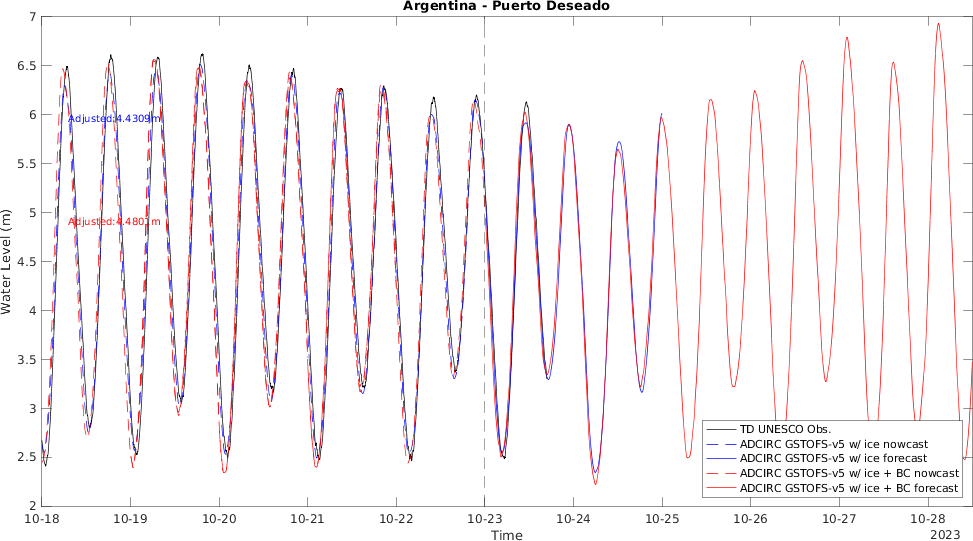 Argentina - Puerto Deseado
7
6.5
6
Adjusted:4.4309m
5.5
5
Adjusted:4.4801m
Water Level (m)
4.5
4
3.5
3
2.5
2
TD UNESCO Obs.
ADCIRC GSTOFS-v5 w/ ice nowcast
ADCIRC GSTOFS-v5 w/ ice forecast
ADCIRC GSTOFS-v5 w/ ice + BC nowcast
ADCIRC GSTOFS-v5 w/ ice + BC forecast
10-18 10-19 10-20 10-21 10-22 10-23 10-24 10-25 10-26 10-27 10-28
Time
2023